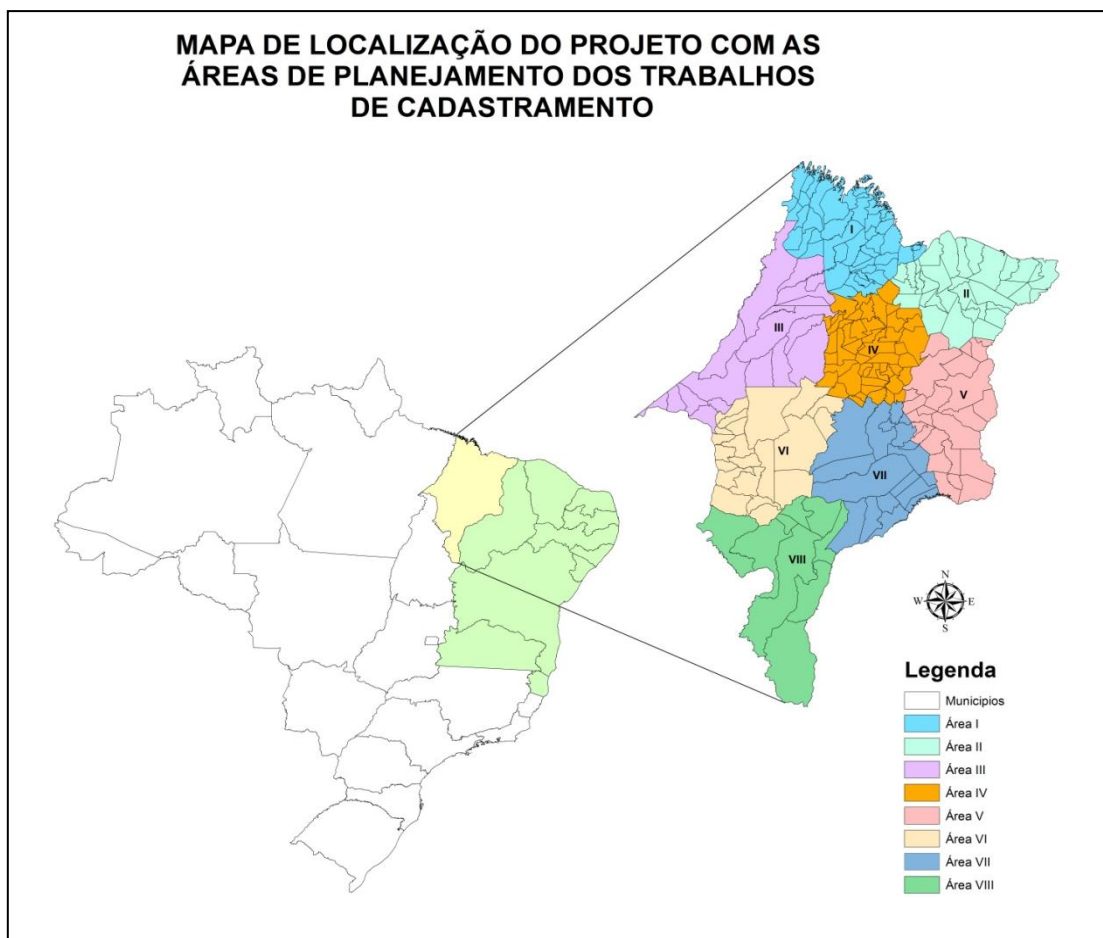 MAPA DE LOCALIZAÇÃO DO PROJETO COM AS
ÁREAS DE PLANEJAMENTO DOS TRABALHOS
DE CADASTRAMENTO
I
II
III
IV
V
VI
VII
VIII
N
W E
S
Legenda
Municipios
Área I
Área II
Área III
Área IV
Área V
Área VI
Área VII
Área VIII